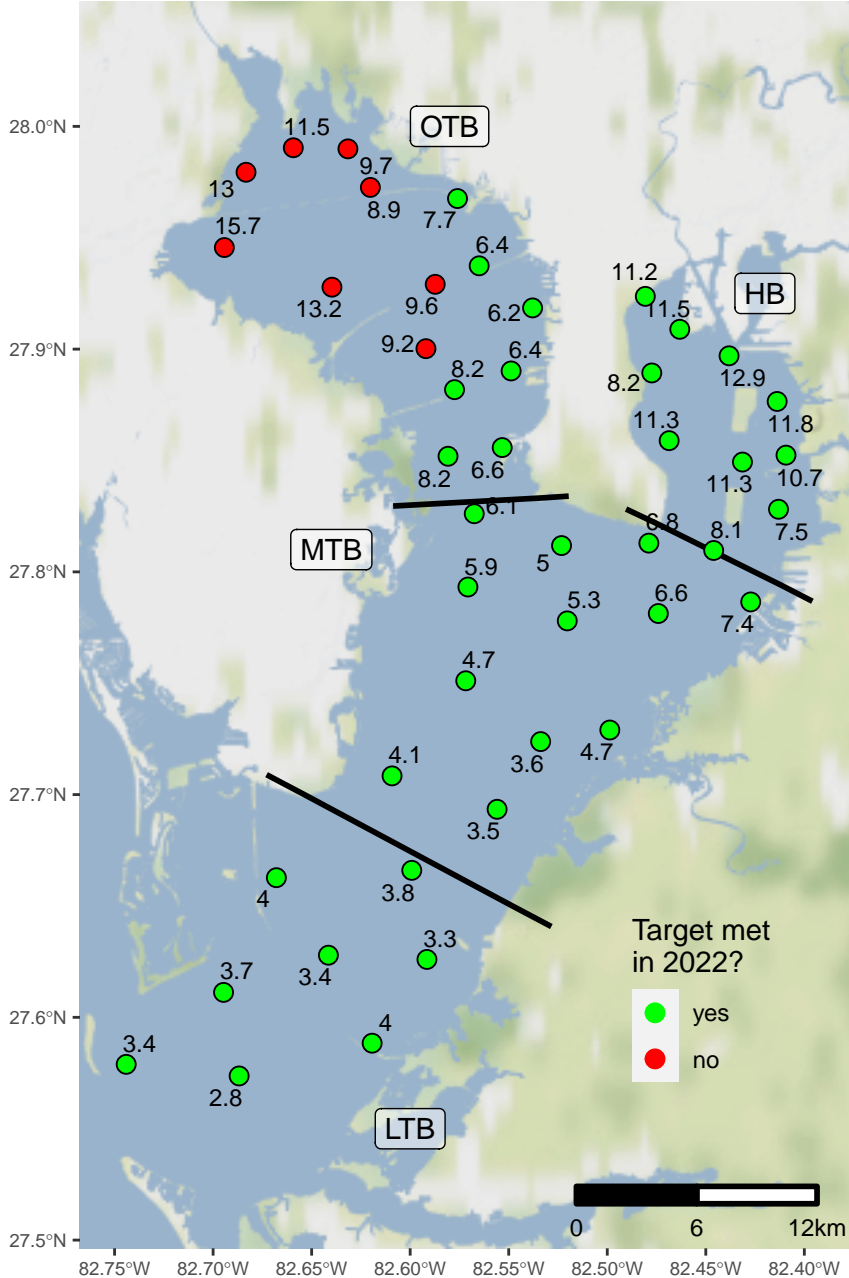 28.0°N
27.9°N
27.8°N
27.7°N
27.6°N
27.5°N
OTB
11.5
9.7
13
8.9
7.7
15.7
6.4
11.2
HB
13.2
9.6
6.2
11.5
9.2
8.2
6.4
8.2
12.9
11.3
11.8
8.2
6.6
11.3
10.7
6.1
6.8
8.1
7.5
MTB
5
5.9
5.3
6.6
7.4
4.7
4.1
3.6
4.7
3.5
4
3.8
3.4
3.3
3.7
4
3.4
2.8
LTB
Target met
in 2022?
yes
no
0
6
12km
82.75°W
82.70°W
82.65°W
82.60°W
82.55°W
82.50°W
82.45°W
82.40°W